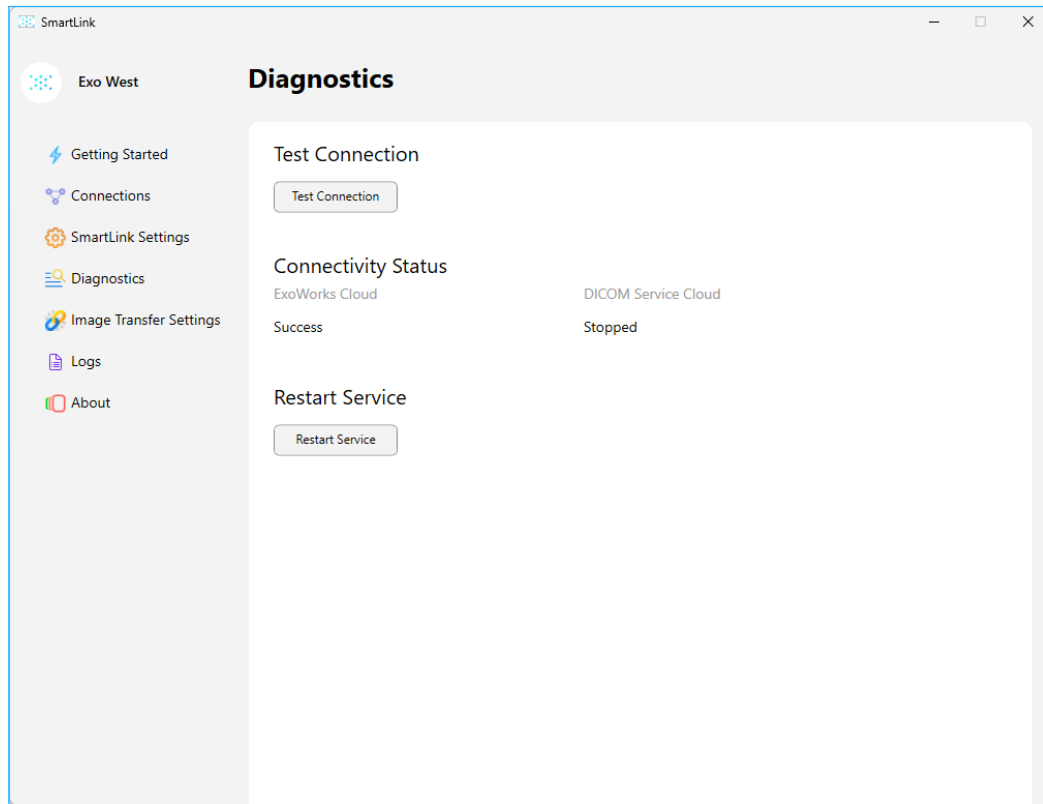 SmartLink
Exo West
Diagnostics
Getting Started
Connections
SmartLink Settings
Diagnostics
Image Transfer Settings
Logs
About
Test Connection
Test Connection
Connectivity Status
ExoWorks Cloud
DICOM Service Cloud
Success
Stopped
Restart Service
Restart Service